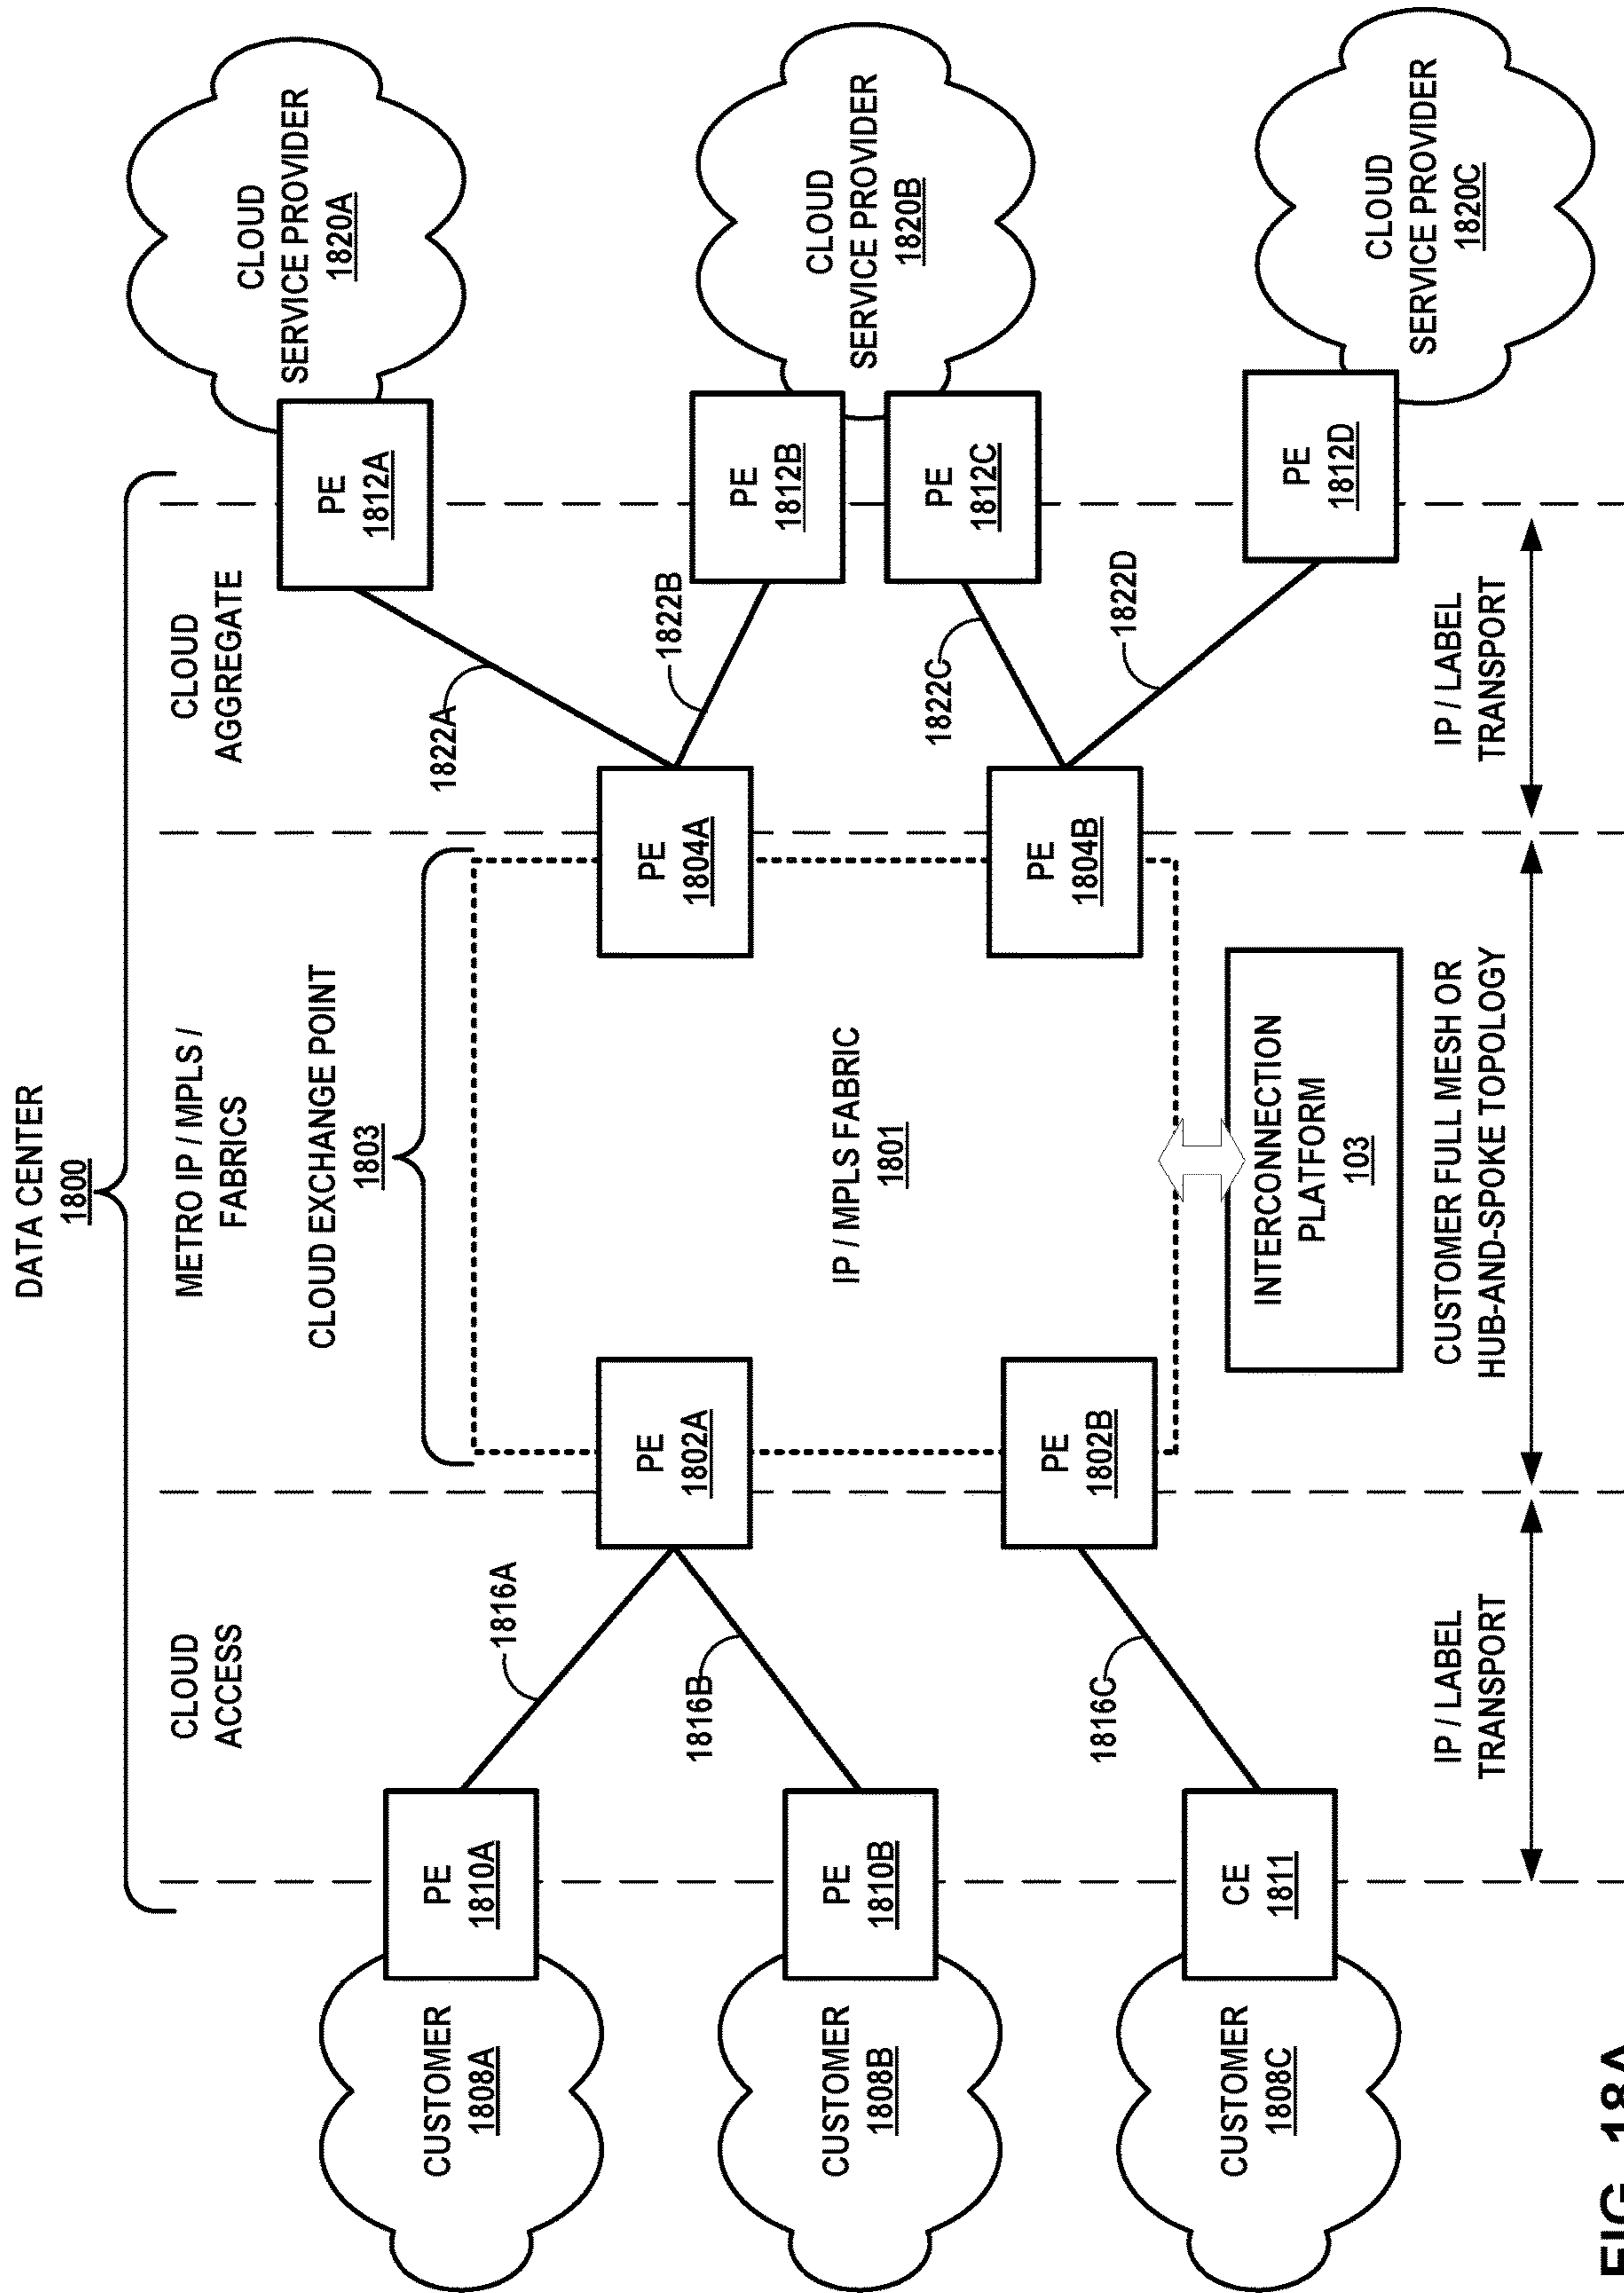 DATA CENTER
1800
CLOUD
ACCESS
METRO IP / MPLS /
FABRICS
CLOUD
AGGREGATE
CLOUD EXCHANGE POINT
1803
CUSTOMER
1808A
PE
1810A
1816A
PE
1802A
PE
1804A
1822A
PE
1812A
CLOUD
SERVICE PROVIDER
1820A
CUSTOMER
1808B
PE
1810B
1816B
IP / MPLS FABRIC
1801
1822B
PE
1812B
CLOUD
SERVICE PROVIDER
1820B
1822C
PE
1812C
CUSTOMER
1808C
CE
1811
1816C
PE
1802B
PE
1804B
1822D
PE
1812D
CLOUD
SERVICE PROVIDER
1820C
INTERCONNECTION
PLATFORM
103
IP / LABEL
TRANSPORT
CUSTOMER FULL MESH OR
HUB-AND-SPOKE TOPOLOGY
IP / LABEL
TRANSPORT
FIG. 18A